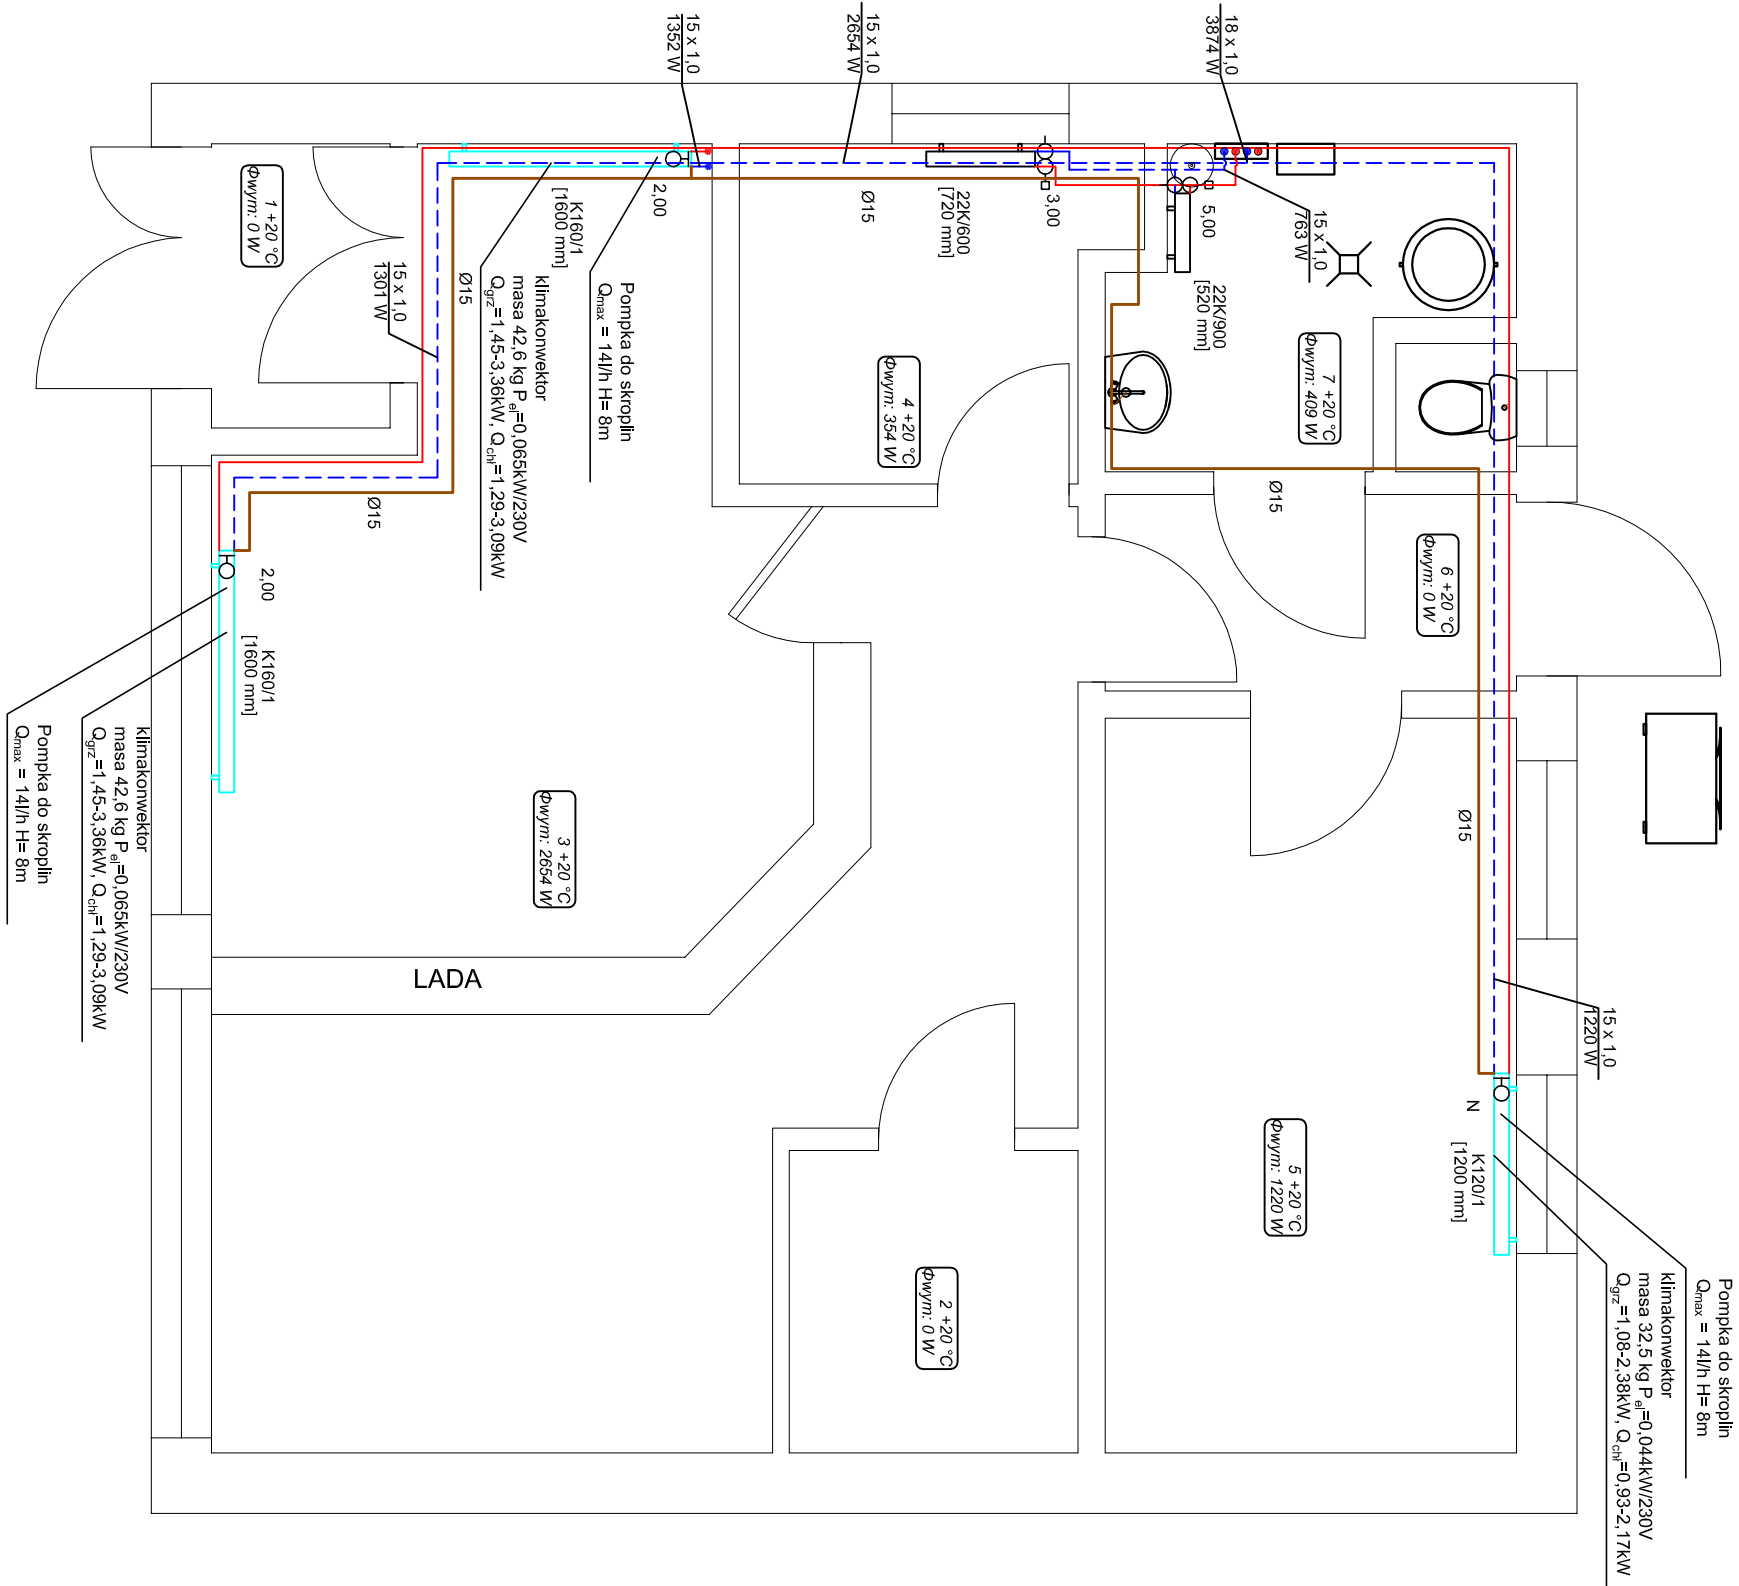 15 x 1,0
1352 W
15 x 1,0
2654 W
18 x 1,0
3874 W
1 +20 °C
Φwym: 0 W
2,00
K160/1
[1600 mm]
Ø15
22K/600
[720 mm]
3,00
5,00
15 x 1,0
763 W
22K/900
[520 mm]
15 x 1,0
1301 W
Ø15
klimakonwektor
masa 42,6 kg Pel=0,065kW/230V
Qgrz=1,45-3,36kW, Qchł=1,29-3,09kW
Pompka do skroplin
Qmax = 14l/h H= 8m
4 +20 °C
Φwym: 354 W
7 +20 °C
Φwym: 409 W
Ø15
Ø15
6 +20 °C
Φwym: 0 W
2,00
K160/1
[1600 mm]
klimakonwektor
masa 42,6 kg Pel=0,065kW/230V
Qgrz=1,45-3,36kW, Qchł=1,29-3,09kW
Pompka do skroplin
Qmax = 14l/h H= 8m
3 +20 °C
Φwym: 2654 W
Ø15
LADA
15 x 1,0
1220 W
N
K120/1
[1200 mm]
5 +20 °C
Φwym: 1220 W
2 +20 °C
Φwym: 0 W
Pompka do skroplin
Qmax = 14l/h H= 8m
klimakonwektor
masa 32,5 kg Pel=0,044kW/230V
Qgrz=1,08-2,38kW, Qchł=0,93-2,17kW